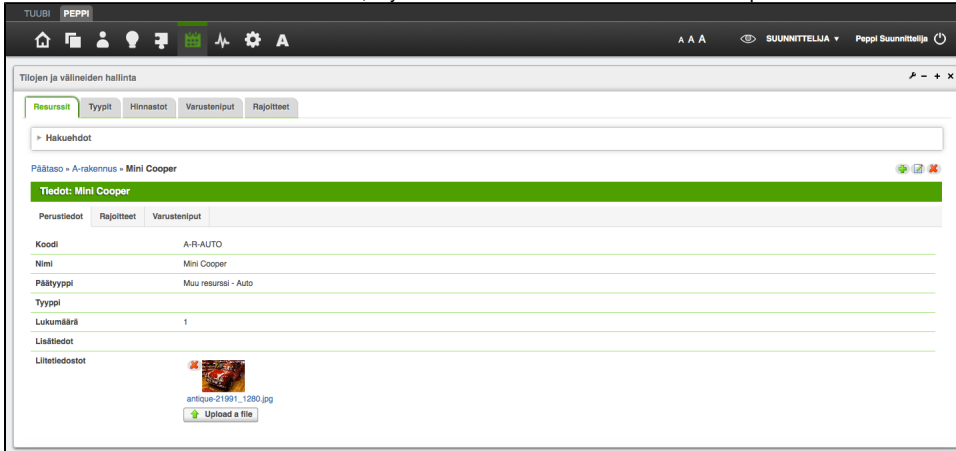 TUUBI PEPPI
A A A A SUUNNITTELIJA ▾ Peppi Suunnittelija
Tilojen ja välineiden hallinta
Resurssit Tyypit Hinnastot Varusteniput Rajoitteet
▸ Hakuehdot
Päätaso » A-rakennus » Mini Cooper
Tiedot: Mini Cooper
Perustiedot Rajoitteet Varusteniput
Koodi A-R-AUTO
Nimi Mini Cooper
Päätyyppi Muu resurssi - Auto
Tyyppi
Lukumäärä 1
Lisätiedot
Liitetiedostot
antique-21991_1280.jpg
Upload a file